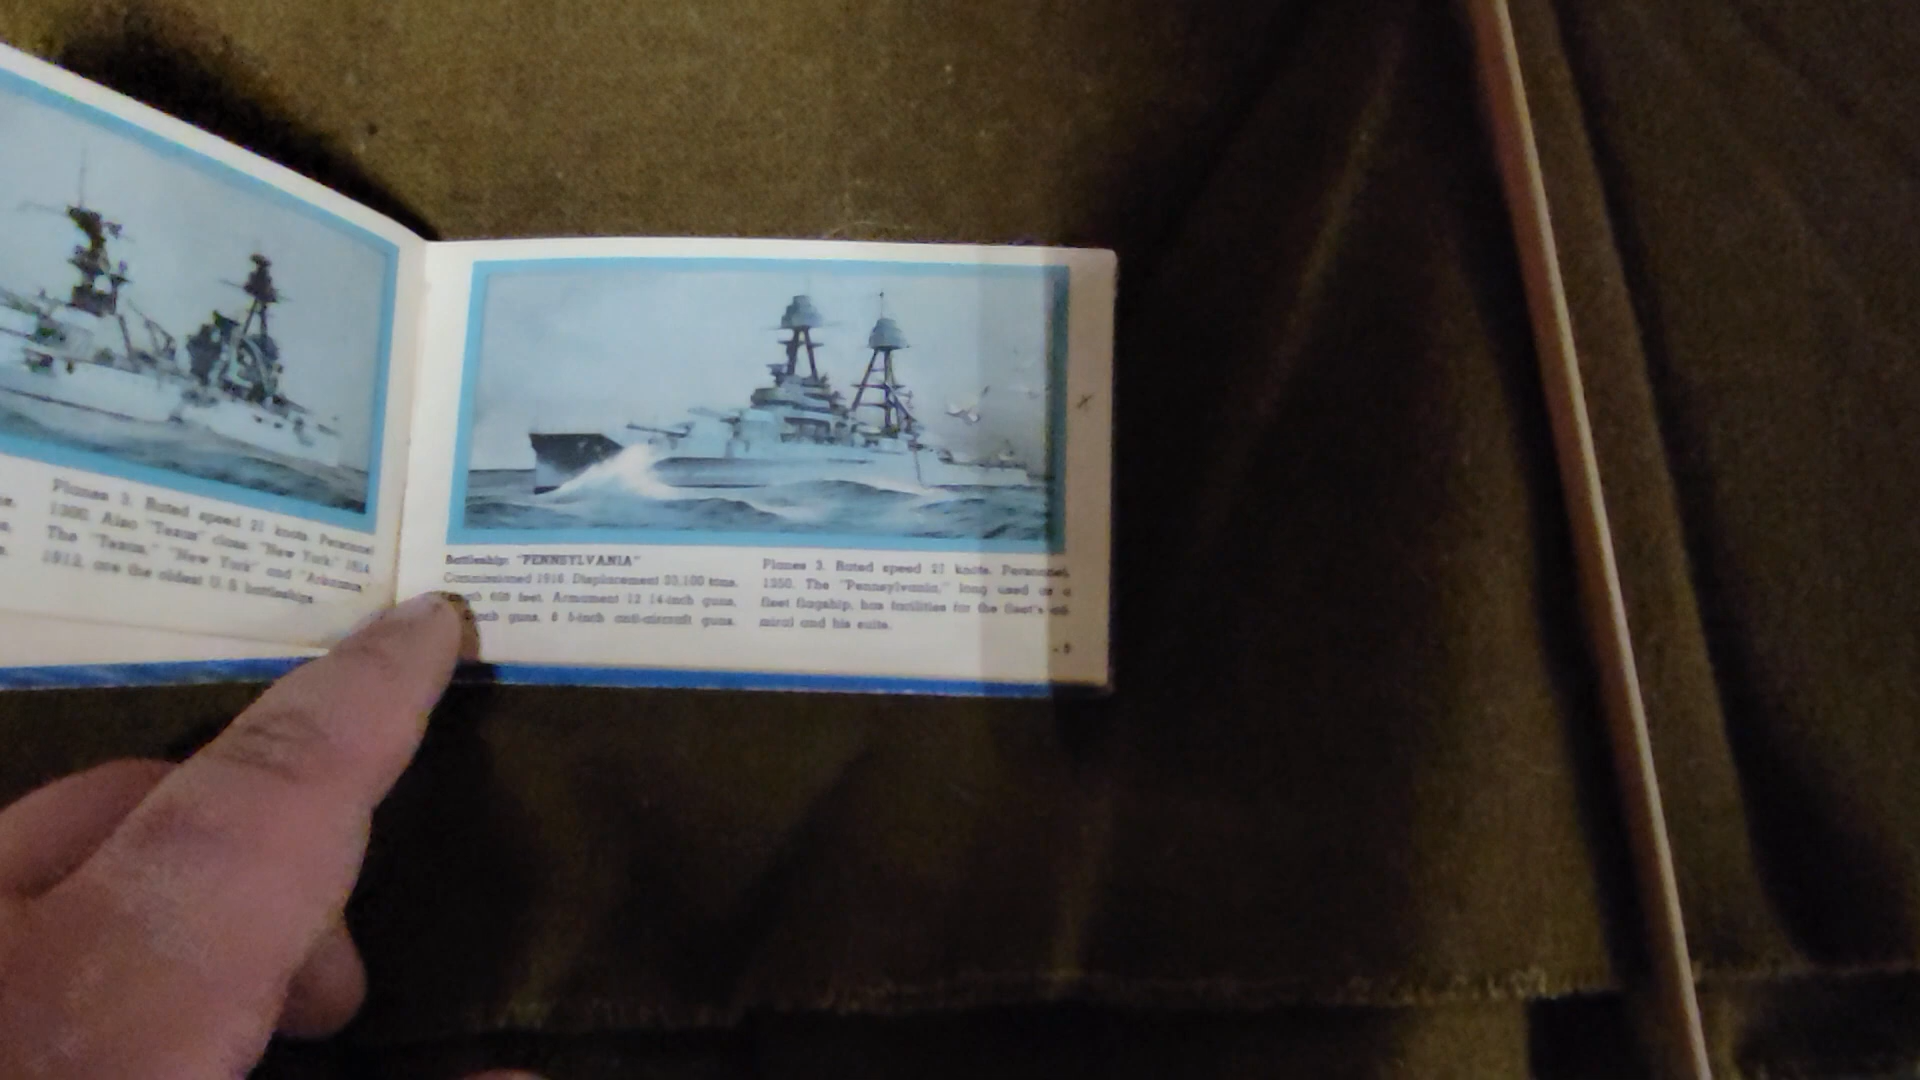 Planes 3. Rated speed 21 knots. Personnel
1300. Also "Texas" class: "New York," 1914.
The "Texas," "New York" and "Arkansas,"
1912, are the oldest U.S. battleships.
Battleship: "PENNSYLVANIA"
Commissioned 1916. Displacement 33,100 tons.
Length 608 feet. Armament 12 14-inch guns,
guns, 8 5-inch anti-aircraft guns.
Planes 3. Rated speed 21 knots. Personnel,
1350. The "Pennsylvania," long used as a
fleet flagship, has facilities for the fleet's ad-
miral and his suite.